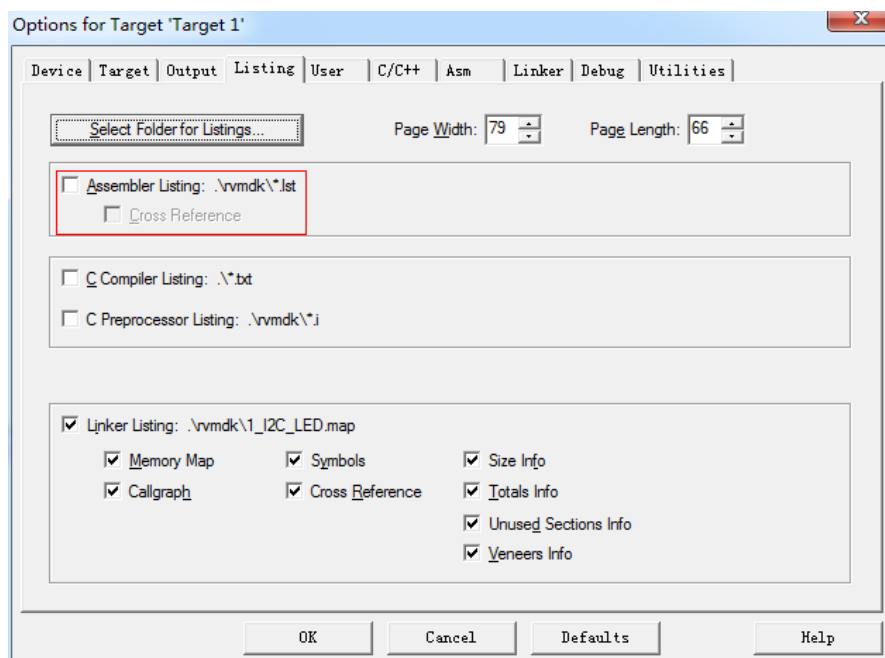 Options for Target 'Target 1'
Device Target Output Listing User C/C++ Asm Linker Debug Utilities
Select Folder for Listings... Page Width: 79 Page Length: 66
Assembler Listing: .\rvmdk\*.lst
Cross Reference
C Compiler Listing: .\*.txt
C Preprocessor Listing: .\rvmdk\*.i
Linker Listing: .\rvmdk\1_I2C_LED.map
Memory Map Symbols Size Info
Callgraph Cross Reference Totals Info
Unused Sections Info
Veneers Info
OK Cancel Defaults Help